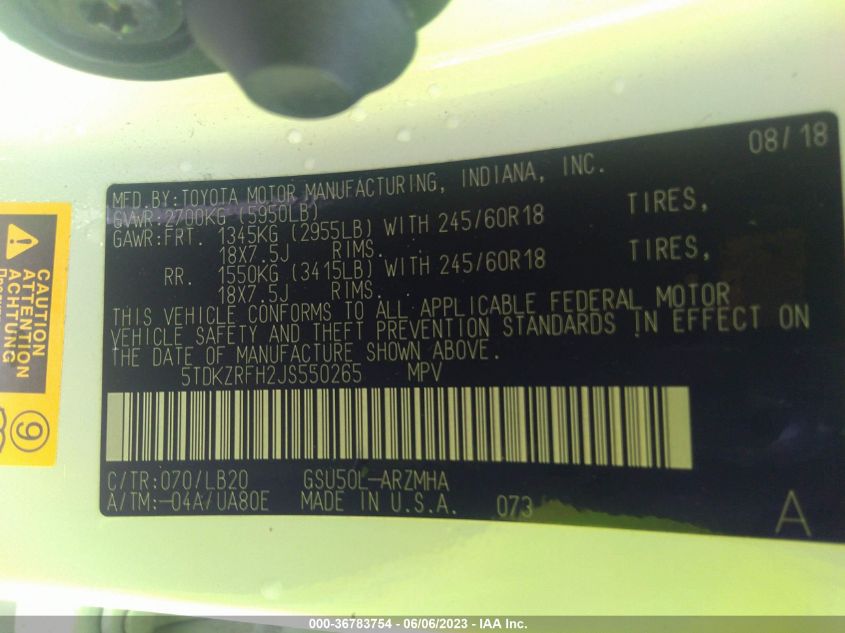 08/18
MFD.BY:TOYOTA MOTOR MANUFACTURING, INDIANA, INC.
GVWR:2700KG (5950LB)
GAWR:FRT. 1345KG (2955LB) WITH 245/60R18 TIRES,
18X7.5J RIMS.
RR. 1550KG (3415LB) WITH 245/60R18 TIRES,
18X7.5J RIMS.
THIS VEHICLE CONFORMS TO ALL APPLICABLE FEDERAL MOTOR
VEHICLE SAFETY AND THEFT PREVENTION STANDARDS IN EFFECT ON
THE DATE OF MANUFACTURE SHOWN ABOVE.
5TDKZRFH2JS550265 MPV
C/TR:070/LB20 GSU50L-ARZMHA
A/TM:-04A/UA80E MADE IN U.S.A. 073
A
CAUTION
ATTENTION
ACHTUNG
9
000-36783754 - 06/06/2023 - IAA Inc.